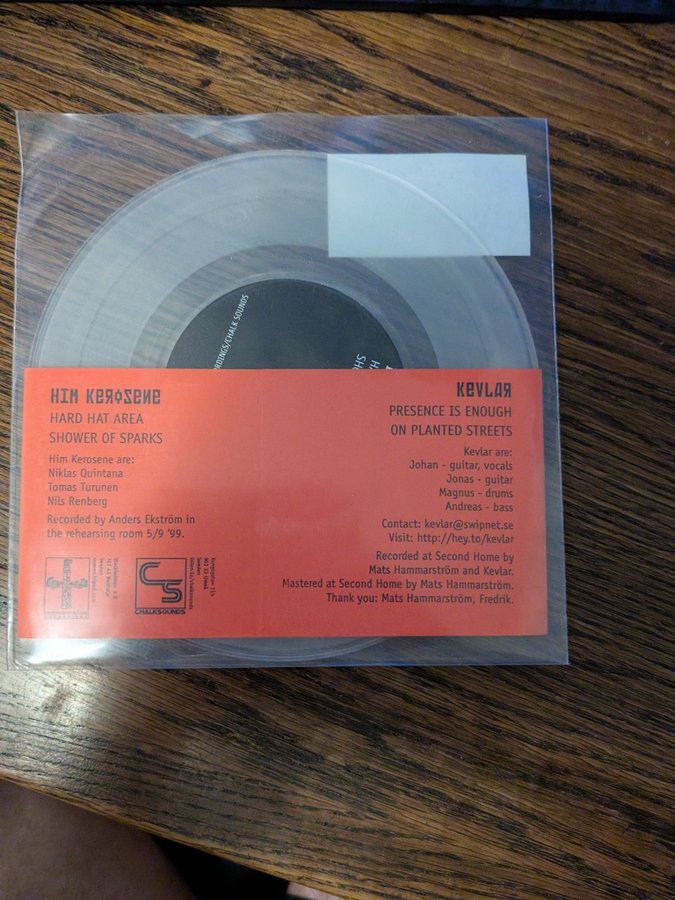 RDINGS/CHALK SOUNDS
HIM KEROSENE
HARD HAT AREA
SHOWER OF SPARKS
Him Kerosene are:
Niklas Quintana
Tomas Turunen
Nils Renberg
Recorded by Anders Ekström in
the rehearsing room 5/9 '99.
CS
CHALKSOUNDS
KEVLAR
PRESENCE IS ENOUGH
ON PLANTED STREETS
Kevlar are:
Johan - guitar, vocals
Jonas - guitar
Magnus - drums
Andreas - bass
Contact: kevlar@swipnet.se
Visit: http://hey.to/kevlar
Recorded at Second Home by
Mats Hammarström and Kevlar.
Mastered at Second Home by Mats Hammarström.
Thank you: Mats Hammarström, Fredrik.